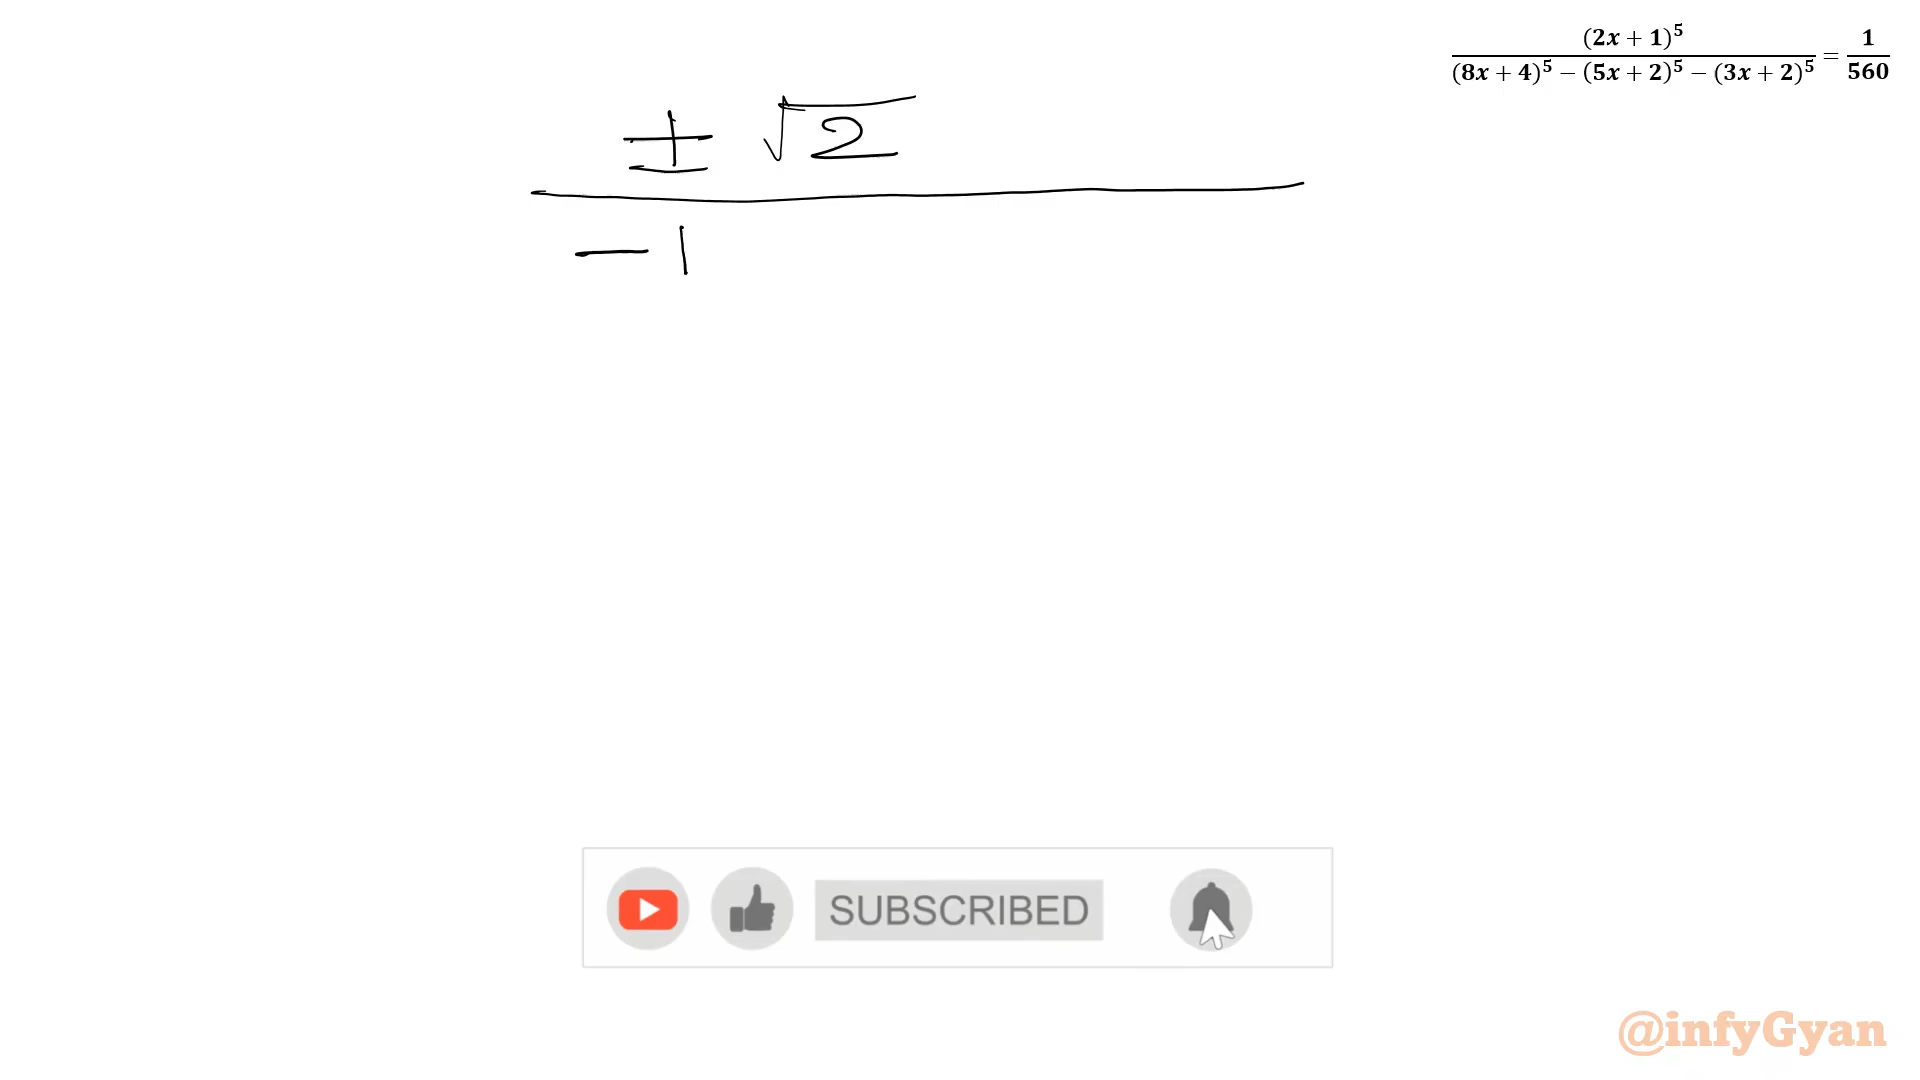 (2x + 1)⁵
/
(8x + 4)⁵ − (5x + 2)⁵ − (3x + 2)⁵
= 1/560
± √2
− 1
SUBSCRIBED
@infyGyan